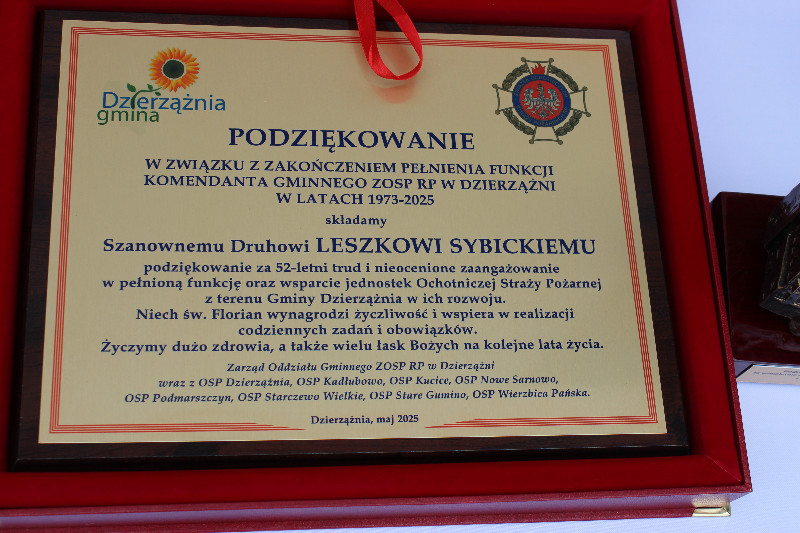 Dzierzążnia
gmina
PODZIĘKOWANIE
W ZWIĄZKU Z ZAKOŃCZENIEM PEŁNIENIA FUNKCJI
KOMENDANTA GMINNEGO ZOSP RP W DZIERZĄŻNI
W LATACH 1973-2025
składamy
Szanownemu Druhowi LESZKOWI SYBICKIEMU
podziękowanie za 52-letni trud i nieocenione zaangażowanie
w pełnioną funkcję oraz wsparcie jednostek Ochotniczej Straży Pożarnej
z terenu Gminy Dzierzążnia w ich rozwoju.
Niech św. Florian wynagrodzi życzliwość i wspiera w realizacji
codziennych zadań i obowiązków.
Życzymy dużo zdrowia, a także wielu łask Bożych na kolejne lata życia.
Zarząd Oddziału Gminnego ZOSP RP w Dzierzążni
wraz z OSP Dzierzążnia, OSP Kadłubowo, OSP Kucice, OSP Nowe Sarnowo,
OSP Podmarszczyn, OSP Starczewo Wielkie, OSP Stare Gumino, OSP Wierzbica Pańska.
Dzierzążnia, maj 2025